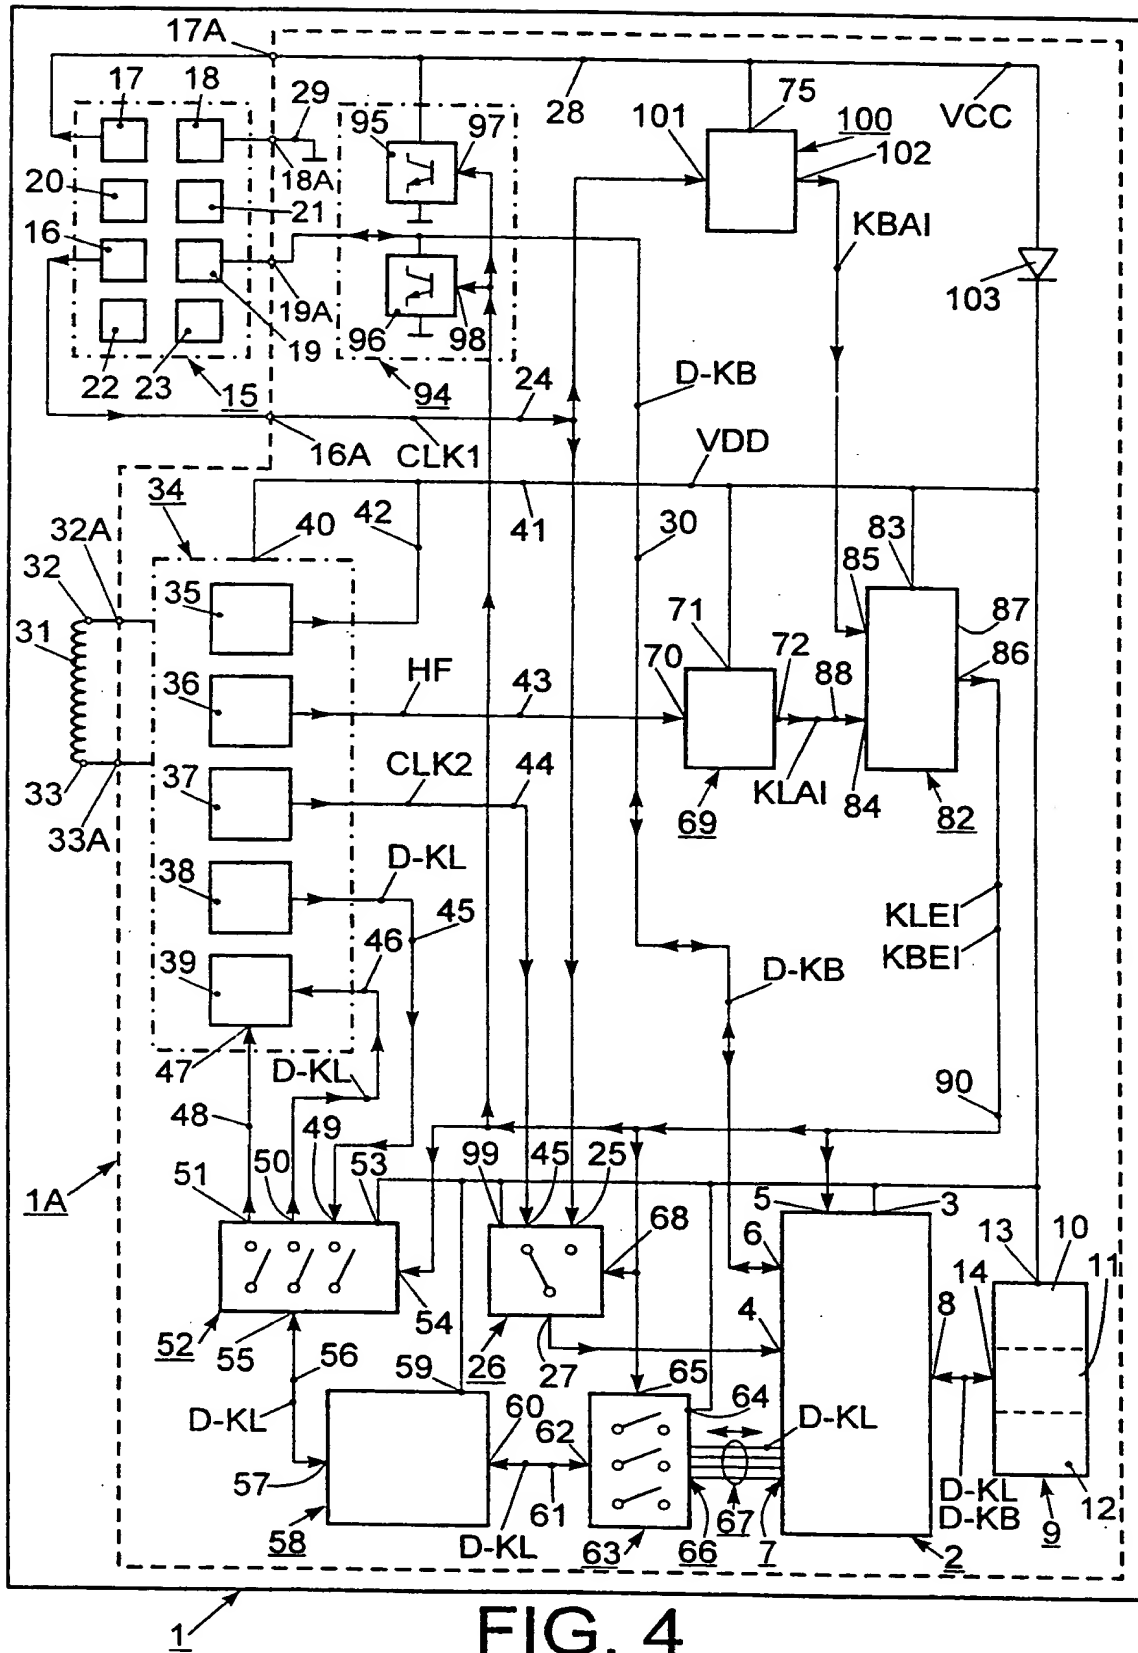 17A
17 18 29 95 97 28 75 VCC
101 100
102
18A
20 21
KBAI
16
103
19A
22 23 19 96 98
15 94 24 D-KB
16A CLK1 VDD
34 40 42 41 30 83
32A
32 85
35 87
31 71 86
36 HF 43 70 72 88
37 CLK2 44
33 KLAI 84
33A 69 82
38 D-KL
45 KLEI
46 KBEI
39 D-KB
47 D-KL
48 90
49 99 45 25
51 50 53 5 3
1A
68 6 13 10
11
14
54 4 8
52 55 26 27
56 59 65
64
D-KL 60 62 D-KL
57 61 D-KL 12
D-KB
58 D-KL 63 66 67 7 2 9
1 FIG. 4